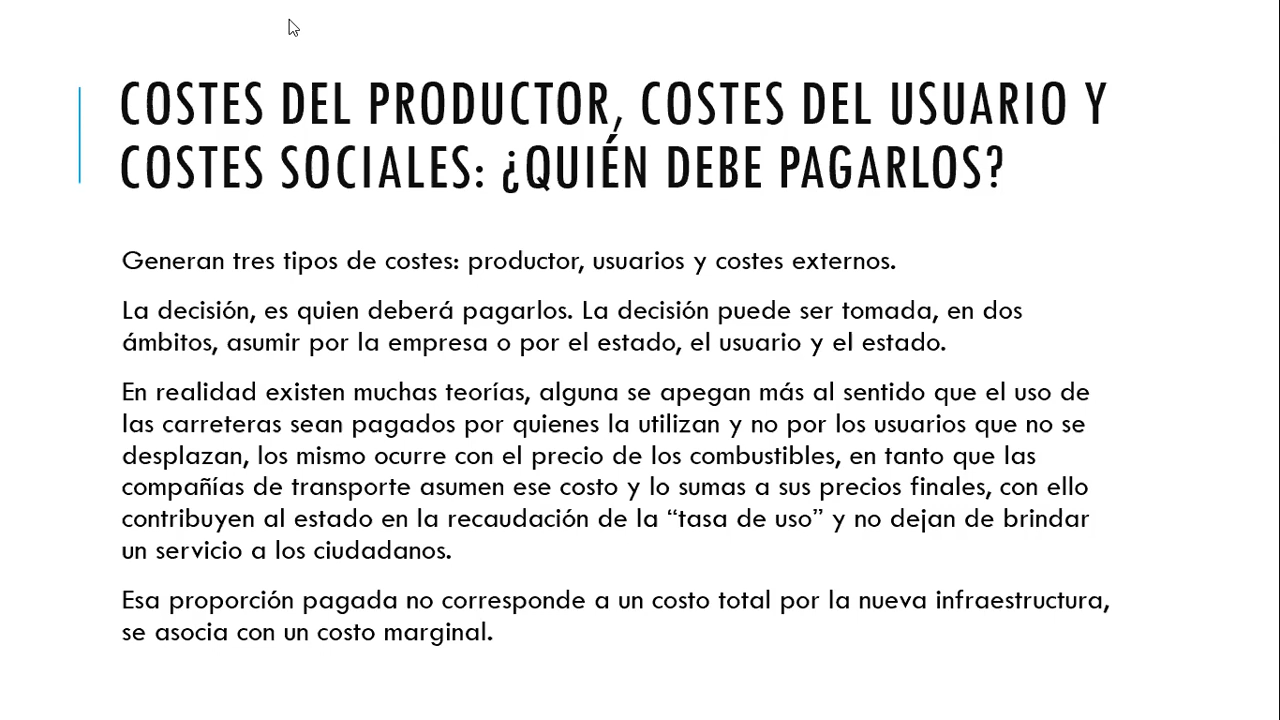 COSTES DEL PRODUCTOR, COSTES DEL USUARIO Y
COSTES SOCIALES: ¿QUIÉN DEBE PAGARLOS?
Generan tres tipos de costes: productor, usuarios y costes externos.
La decisión, es quien deberá pagarlos. La decisión puede ser tomada, en dos
ámbitos, asumir por la empresa o por el estado, el usuario y el estado.
En realidad existen muchas teorías, alguna se apegan más al sentido que el uso de
las carreteras sean pagados por quienes la utilizan y no por los usuarios que no se
desplazan, los mismo ocurre con el precio de los combustibles, en tanto que las
compañías de transporte asumen ese costo y lo sumas a sus precios finales, con ello
contribuyen al estado en la recaudación de la “tasa de uso” y no dejan de brindar
un servicio a los ciudadanos.
Esa proporción pagada no corresponde a un costo total por la nueva infraestructura,
se asocia con un costo marginal.